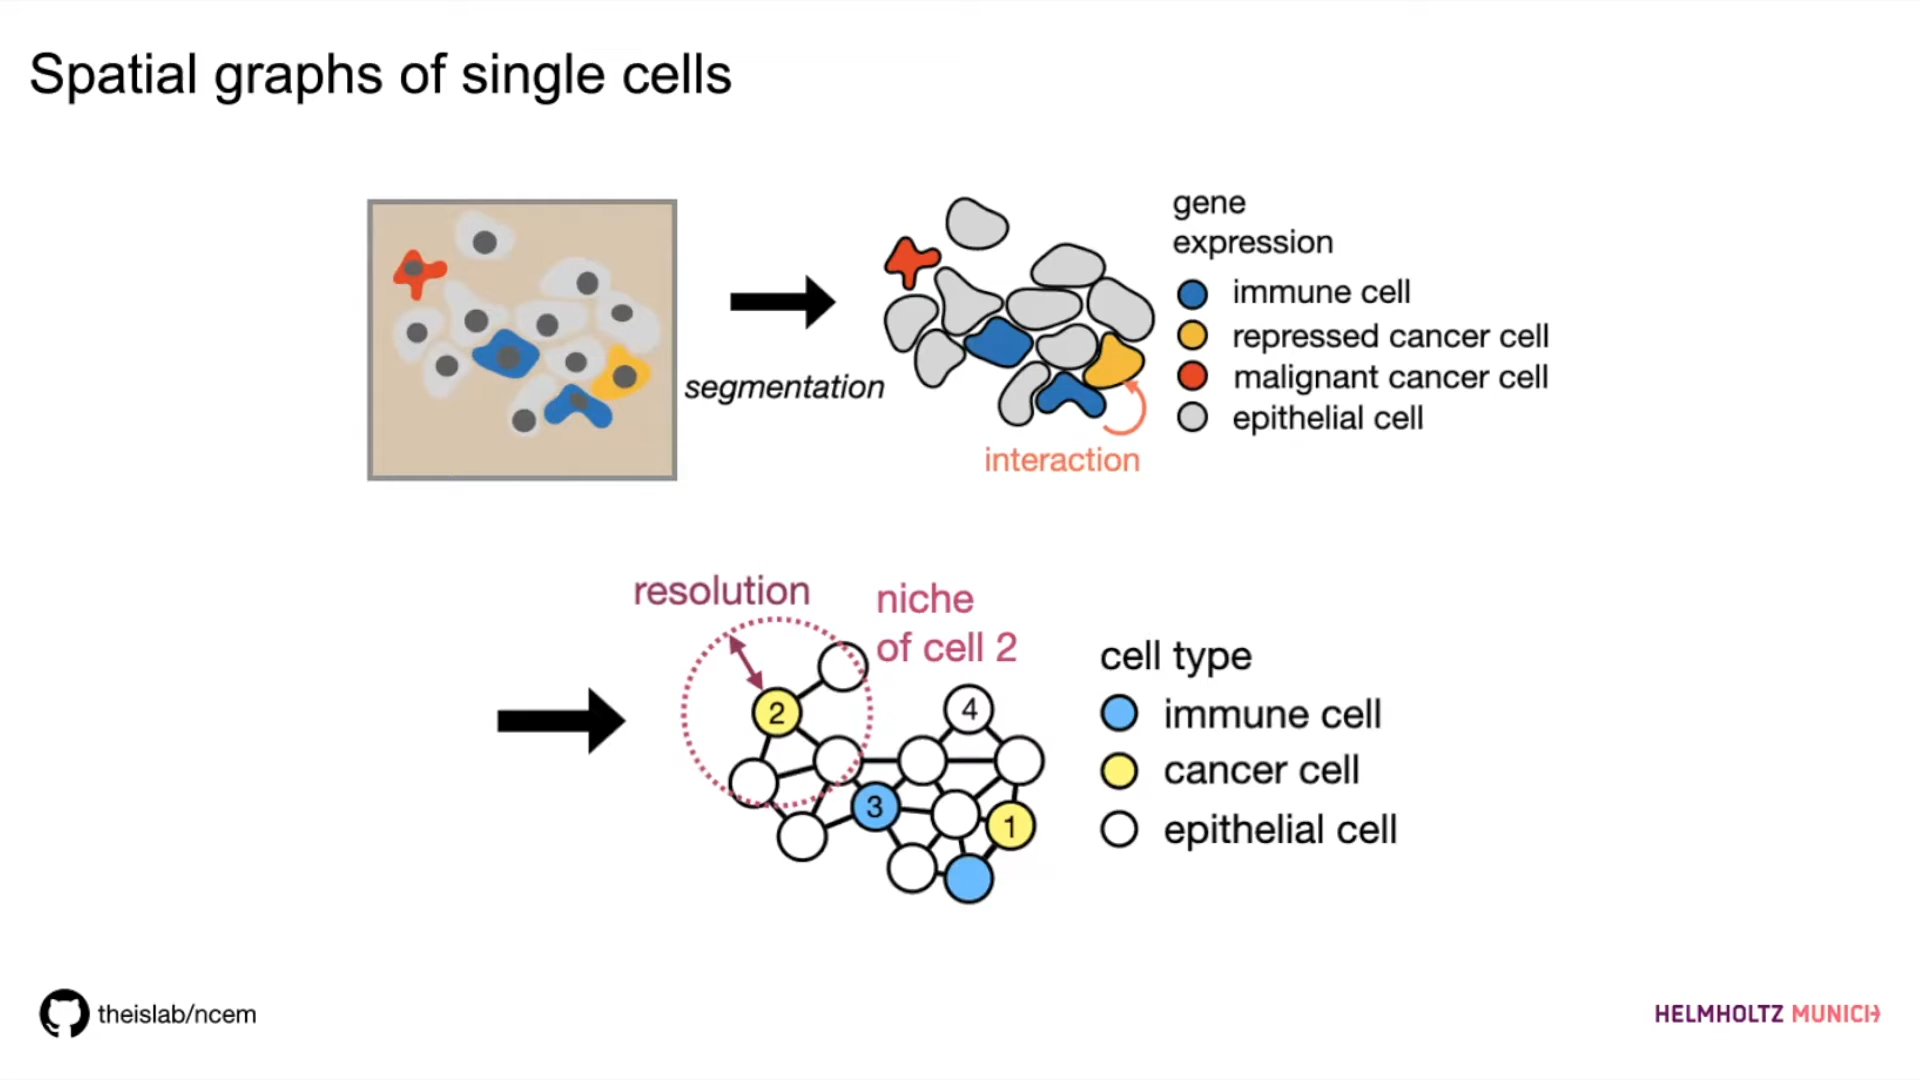 Spatial graphs of single cells
segmentation
interaction
gene
expression
immune cell
repressed cancer cell
malignant cancer cell
epithelial cell
resolution
niche
of cell 2
2
4
3
1
cell type
immune cell
cancer cell
epithelial cell
theislab/ncem
HELMHOLTZ MUNICH